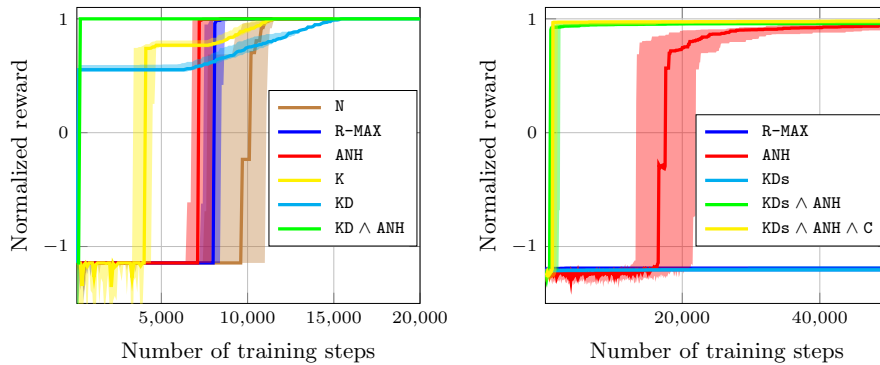 1
0
−1
Normalized reward
5,000 10,000 15,000 20,000
Number of training steps
N
R-MAX
ANH
K
KD
KD ∧ ANH
1
0
−1
Normalized reward
20,000 40,000
Number of training steps
R-MAX
ANH
KDs
KDs ∧ ANH
KDs ∧ ANH ∧ C